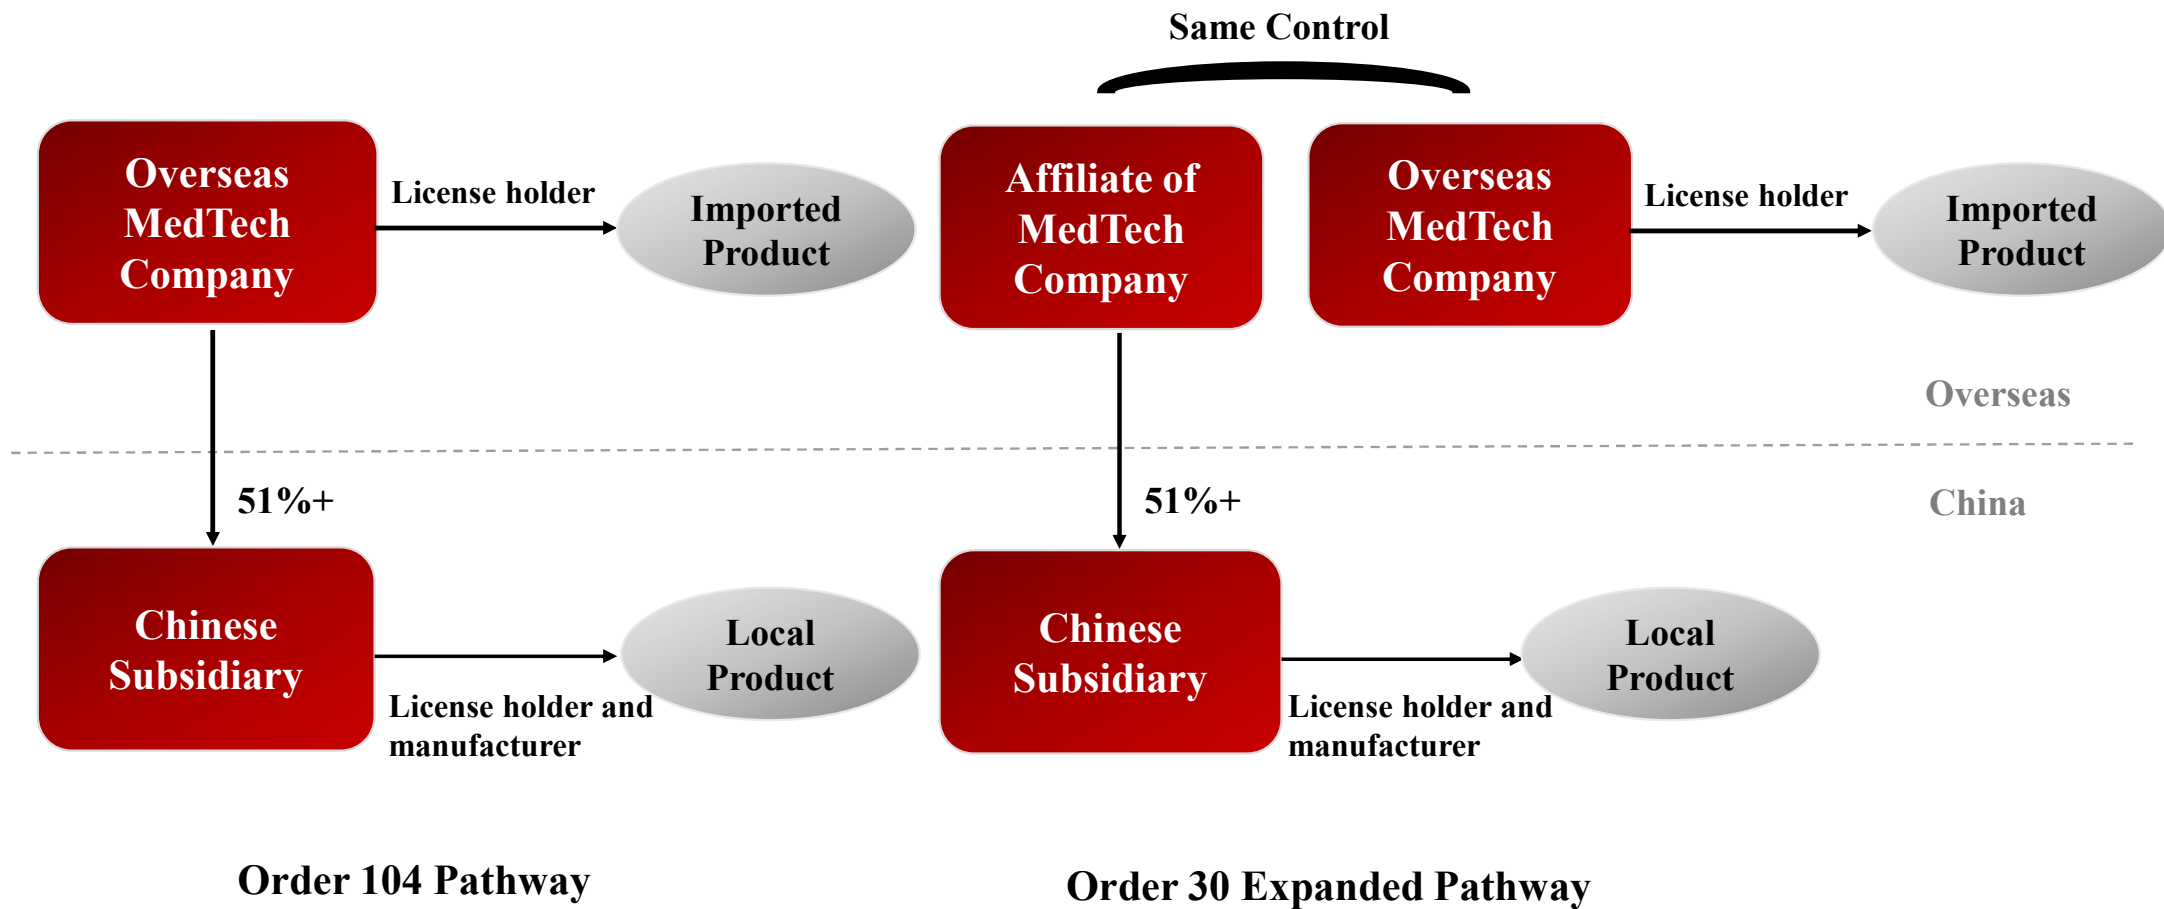 Same Control
Overseas
MedTech
Company
License holder
Imported
Product
Affiliate of
MedTech
Company
Overseas
MedTech
Company
License holder
Imported
Product
Overseas
China
51%+
51%+
Chinese
Subsidiary
Local
Product
License holder and
manufacturer
Chinese
Subsidiary
Local
Product
License holder and
manufacturer
Order 104 Pathway
Order 30 Expanded Pathway